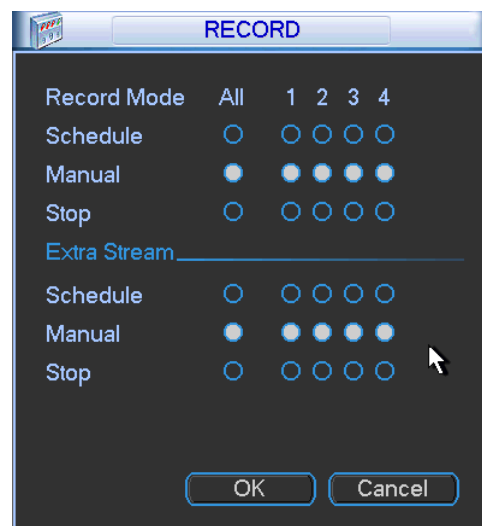 RECORD
Record Mode All 1 2 3 4
Schedule
Manual
Stop
Extra Stream
Schedule
Manual
Stop
OK Cancel